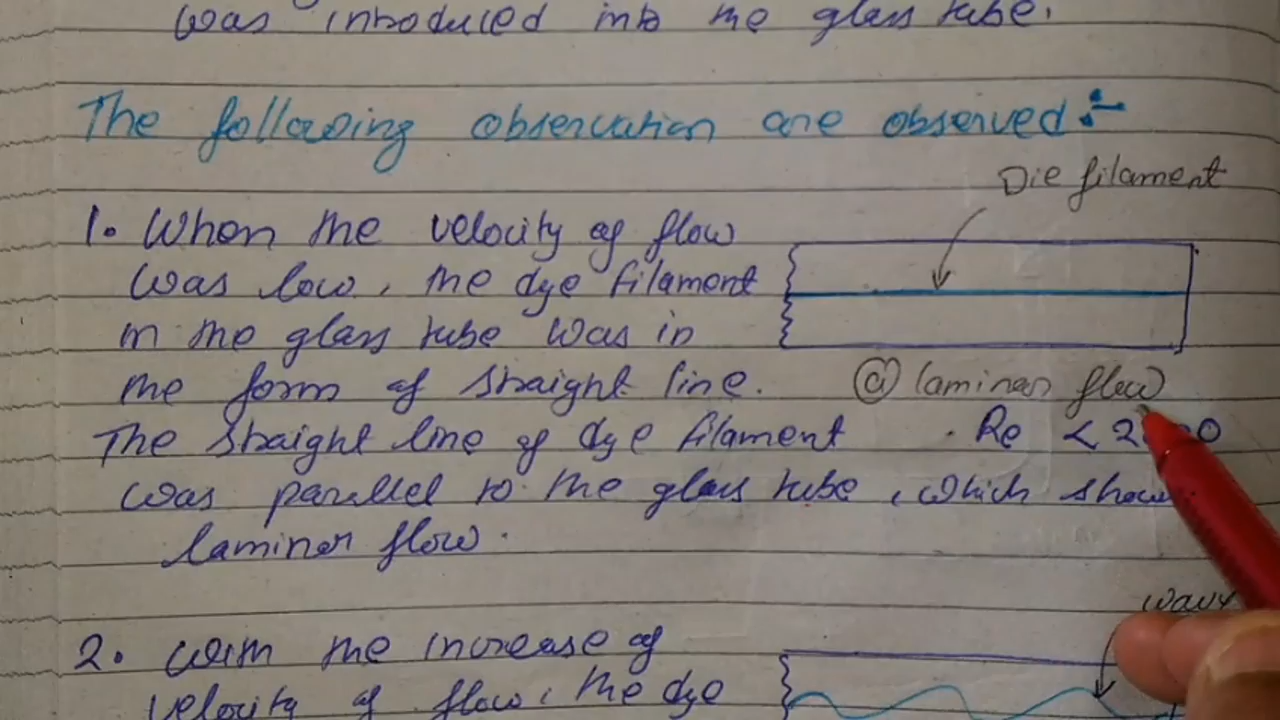 was introduced into the glass tube.
The following observation are observed:-
Die filament
1. When the velocity of flow
was low, the dye filament
in the glass tube was in
the form of straight line.
(a) laminar flow
The straight line of dye filament
Re < 2000
was parallel to the glass tube, which show
laminar flow.
wavy
2. With the increase of
velocity of flow, the dye